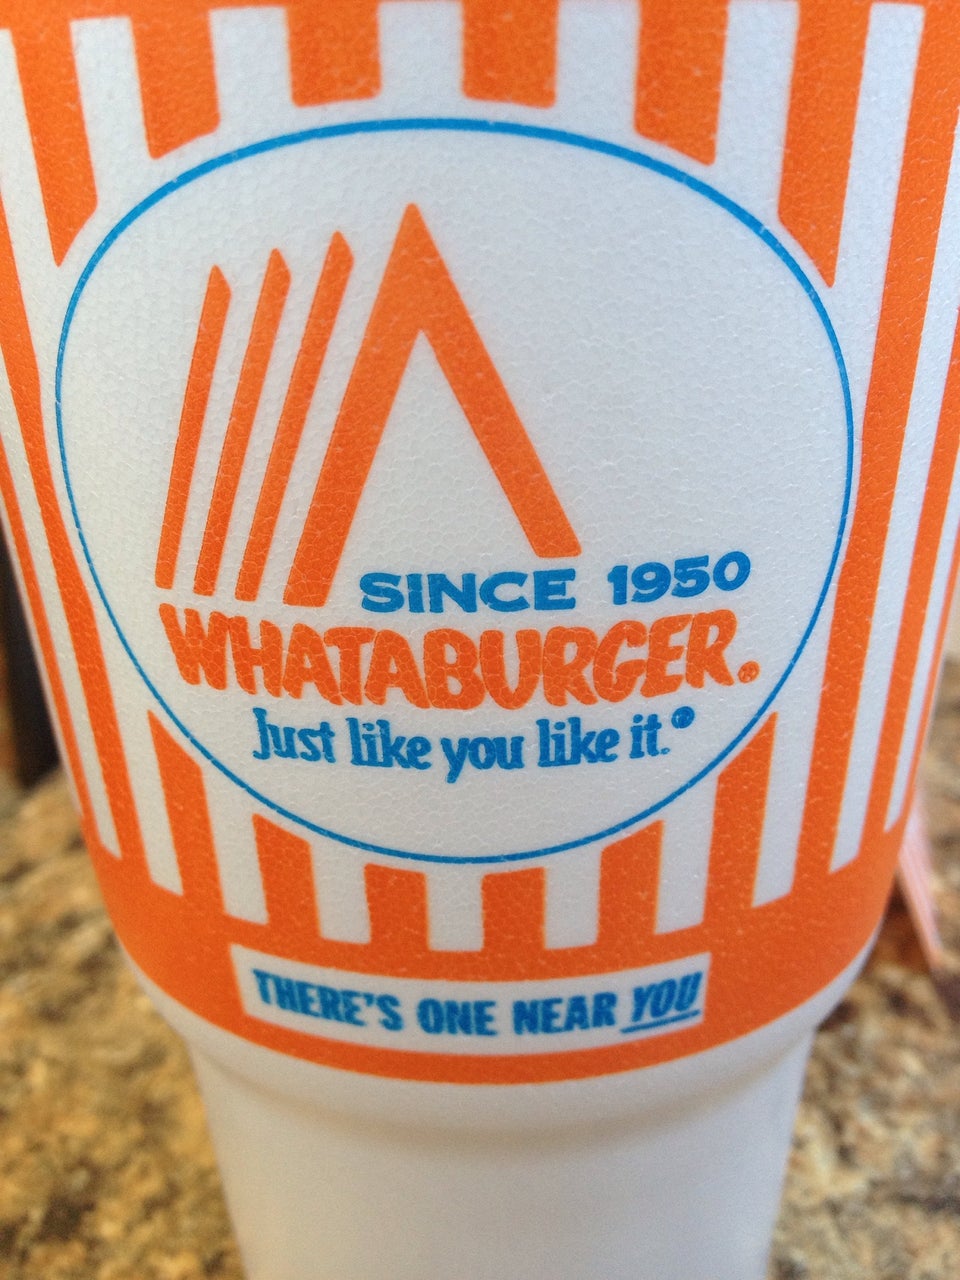 SINCE 1950
WHATABURGER®
Just like you like it.®
THERE'S ONE NEAR YOU